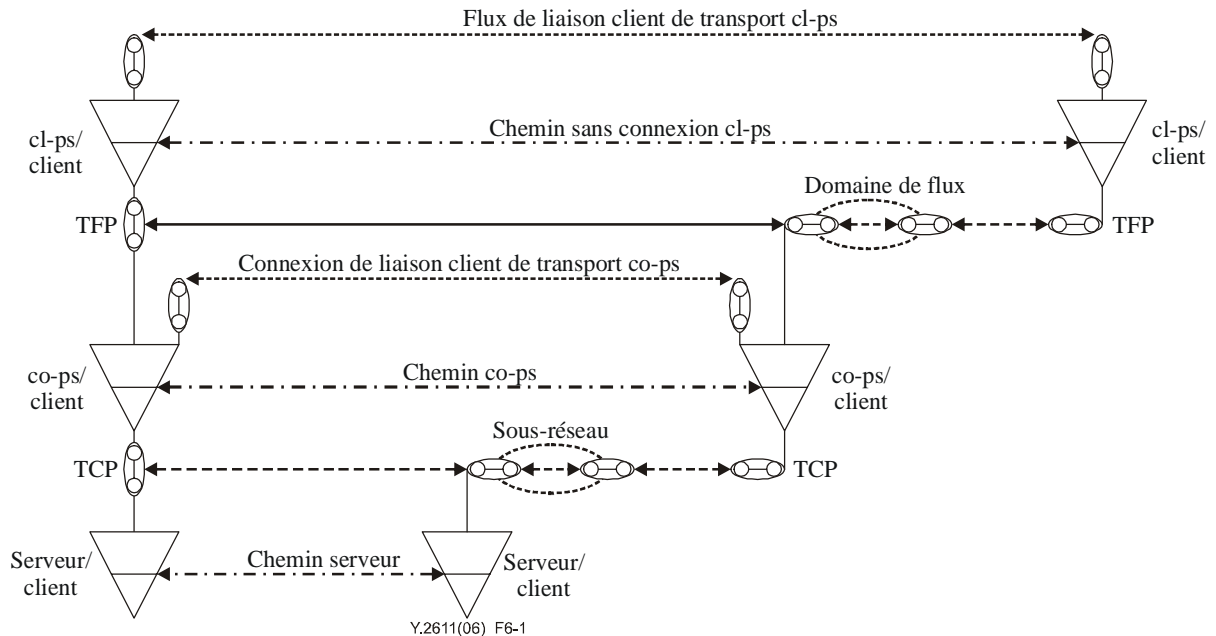 Flux de liaison client de transport cl-ps
cl-ps/
client
Chemin sans connexion cl-ps
cl-ps/
client
Domaine de flux
TFP
TFP
Connexion de liaison client de transport co-ps
co-ps/
client
Chemin co-ps
co-ps/
client
Sous-réseau
TCP
TCP
Serveur/
client
Chemin serveur
Serveur/
client
Y.2611(06) F6-1